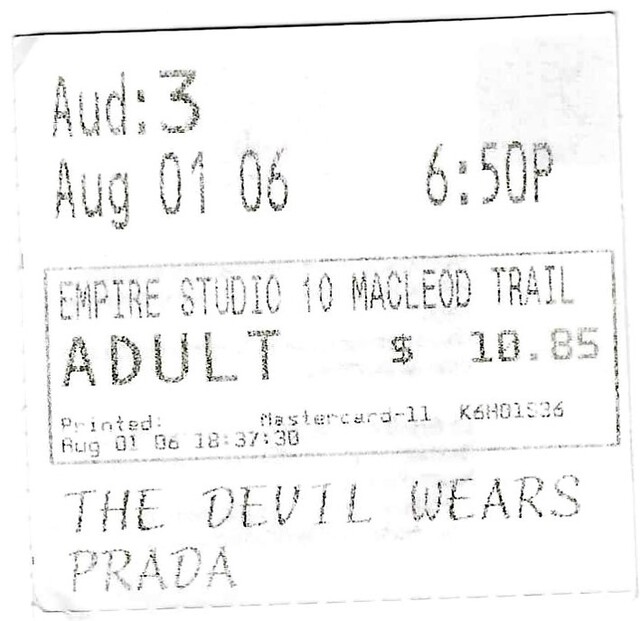 Aud:3
Aug 01 06 6:50P
EMPIRE STUDIO 10 MACLEOD TRAIL
ADULT $ 10.85
Printed: Mastercard-11 K6H01536
Aug 01 06 18:37:30
THE DEVIL WEARS
PRADA